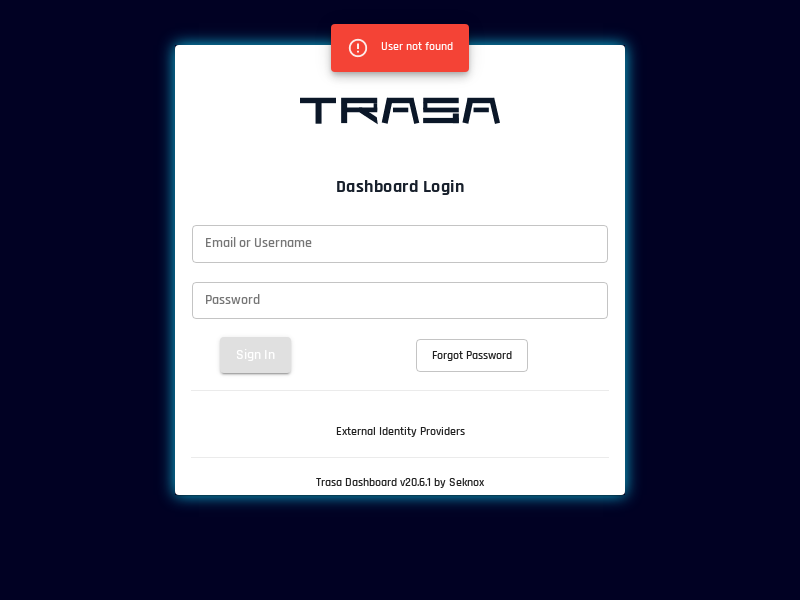 User not found
TRASA
Dashboard Login
Email or Username
Password
Sign In
Forgot Password
External Identity Providers
Trasa Dashboard v20.6.1 by Seknox